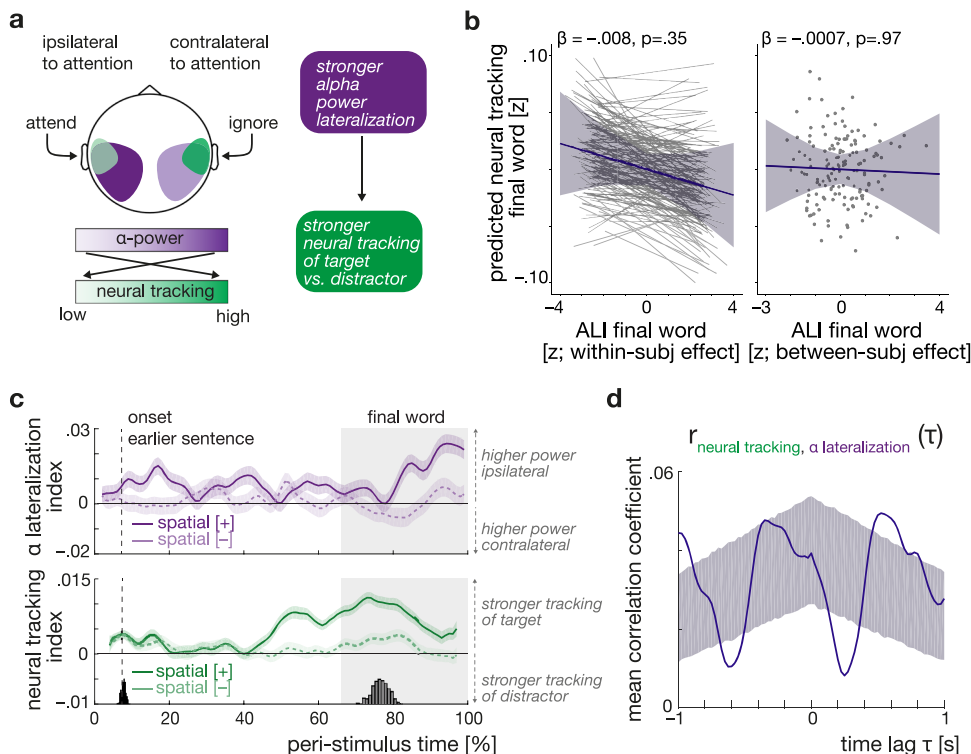 a
ipsilateral
to attention
contralateral
to attention
attend
ignore
α-power
neural tracking
low
high
stronger
alpha
power
lateralization
stronger
neural tracking
of target
vs. distractor
b
β = –.008, p=.35
β = –.0007, p=.97
predicted neural tracking
final word [z]
.10
–.10
–4
0
4
ALI final word
[z; within-subj effect]
–3
0
4
ALI final word
[z; between-subj effect]
c
onset
earlier sentence
final word
α lateralization
index
.03
0
–.02
spatial [+]
spatial [–]
higher power
ipsilateral
higher power
contralateral
neural tracking
index
.015
0
–.01
spatial [+]
spatial [–]
stronger tracking
of target
stronger tracking
of distractor
0
20
40
60
80
100
peri-stimulus time [%]
d
r neural tracking, α lateralization (τ)
mean correlation coefficient
.06
0
–1
0
1
time lag τ [s]